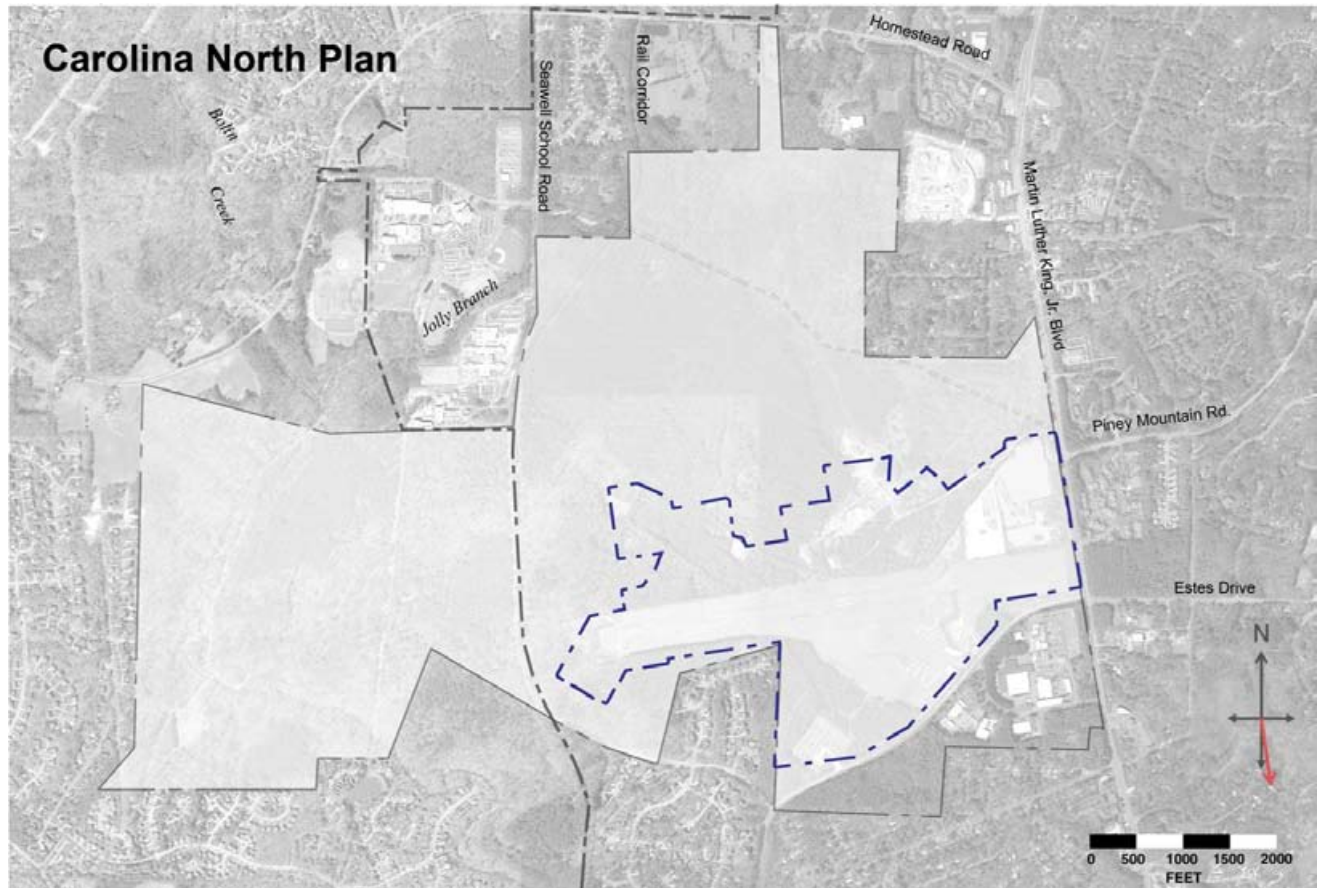 Carolina North Plan
Homestead Road
Rail Corridor
Seawell School Road
Bolin
Creek
Martin Luther King, Jr. Blvd
Jolly Branch
Piney Mountain Rd.
Estes Drive
N
0 500 1000 1500 2000
FEET